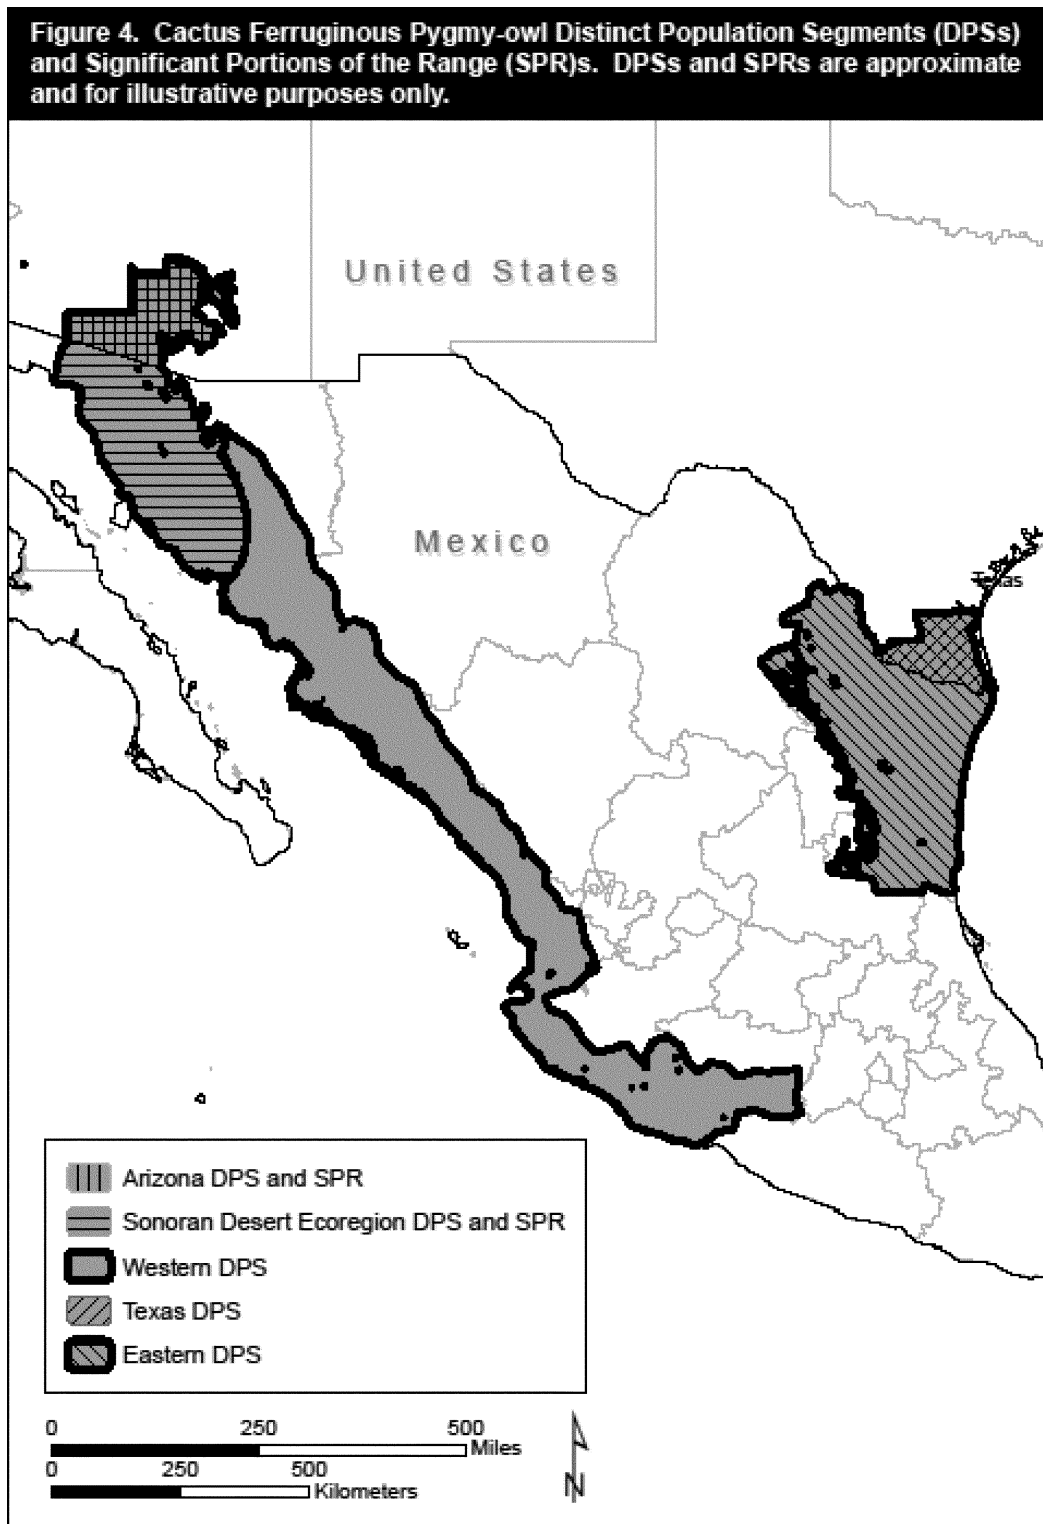 Figure 4. Cactus Ferruginous Pygmy-owl Distinct Population Segments (DPSs)
and Significant Portions of the Range (SPR)s. DPSs and SPRs are approximate
and for illustrative purposes only.
United States
Mexico
Texas
Arizona DPS and SPR
Sonoran Desert Ecoregion DPS and SPR
Western DPS
Texas DPS
Eastern DPS
0 250 500
Miles
0 250 500
Kilometers
N